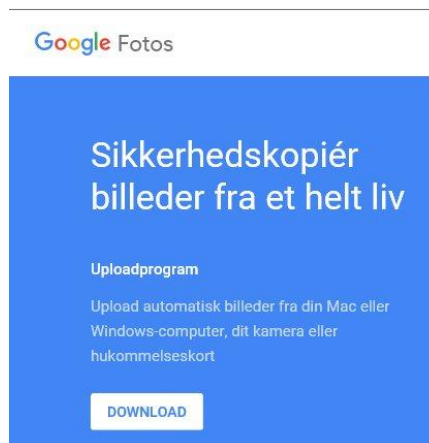 Google Fotos
Sikkerhedskopiér
billeder fra et helt liv
Uploadprogram
Upload automatisk billeder fra din Mac eller
Windows-computer, dit kamera eller
hukommelseskort
DOWNLOAD